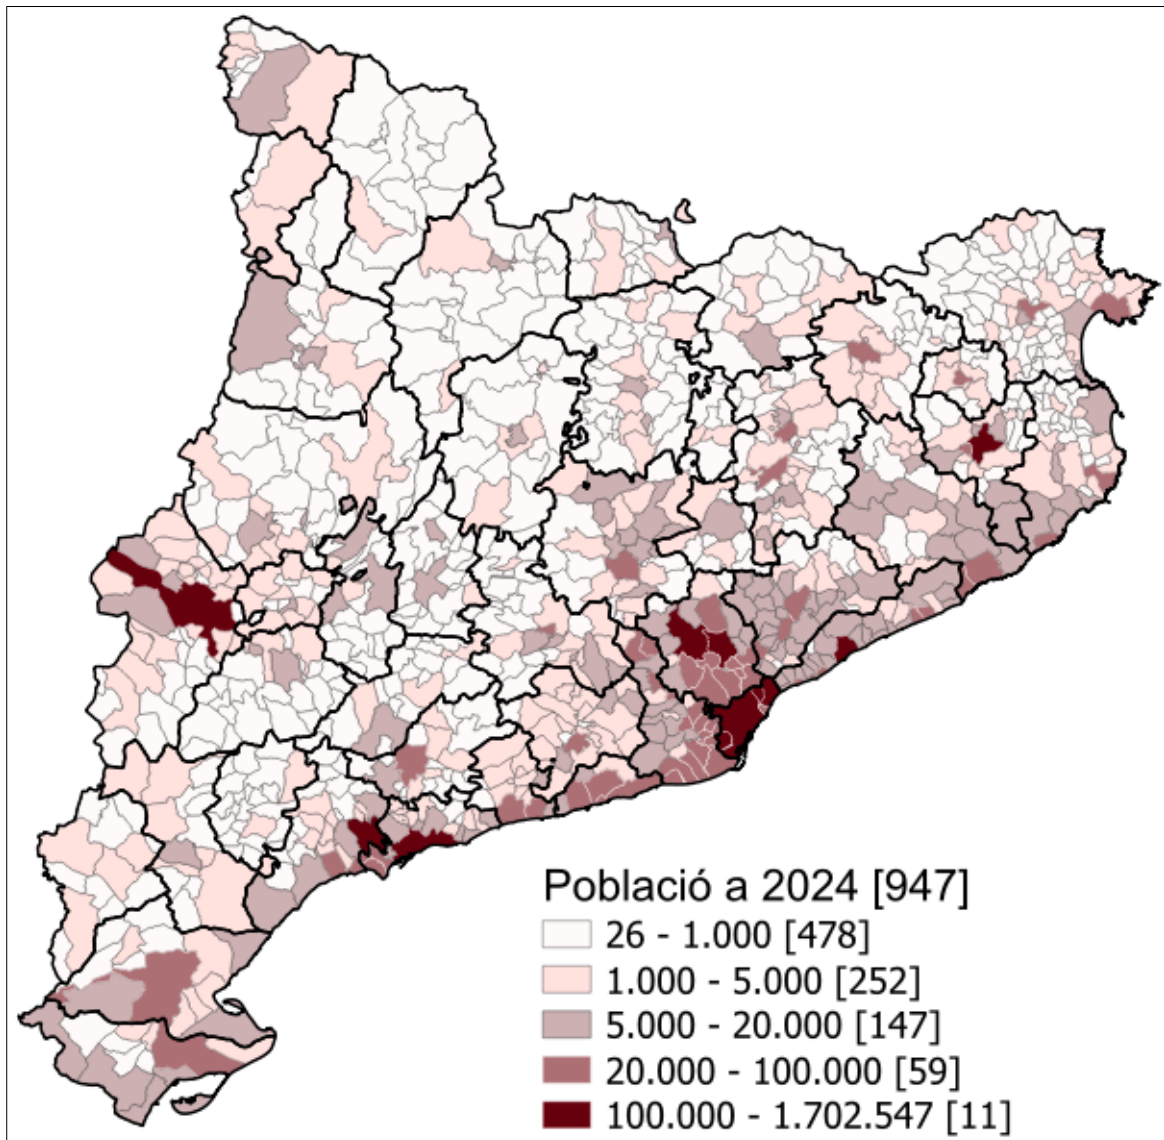 Població a 2024 [947]
26 - 1.000 [478]
1.000 - 5.000 [252]
5.000 - 20.000 [147]
20.000 - 100.000 [59]
100.000 - 1.702.547 [11]